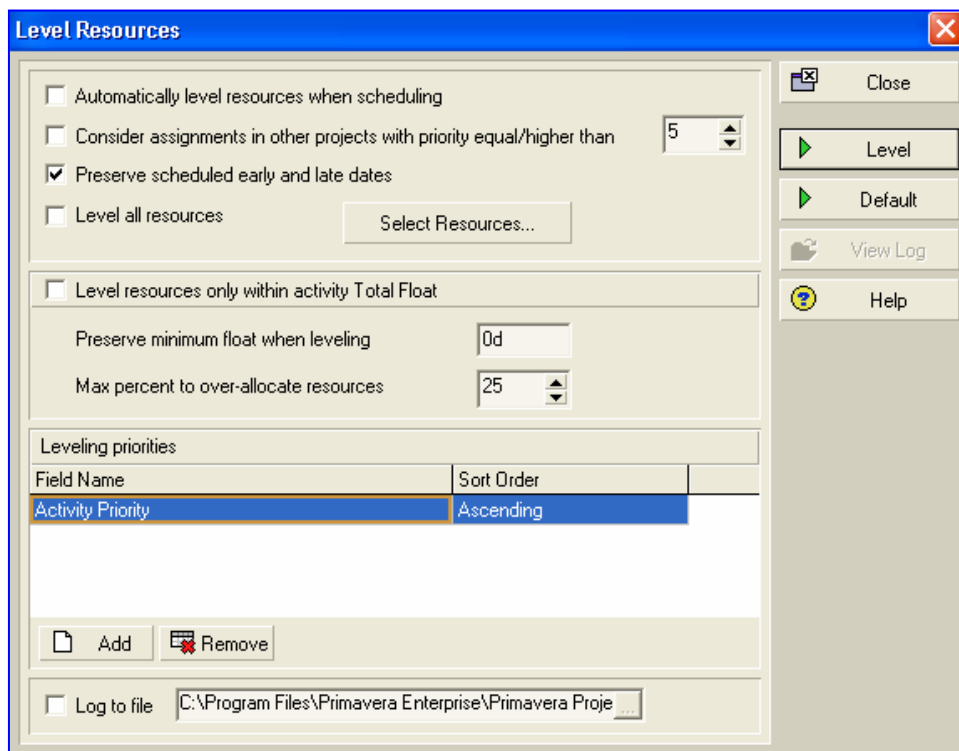 Level Resources
Automatically level resources when scheduling
Consider assignments in other projects with priority equal/higher than 5
Preserve scheduled early and late dates
Level all resources Select Resources...
Level resources only within activity Total Float
Preserve minimum float when leveling 0d
Max percent to over-allocate resources 25
Leveling priorities
Field Name Sort Order
Activity Priority Ascending
Add Remove
Log to file C:\Program Files\Primavera Enterprise\Primavera Proje ...
Close
Level
Default
View Log
Help